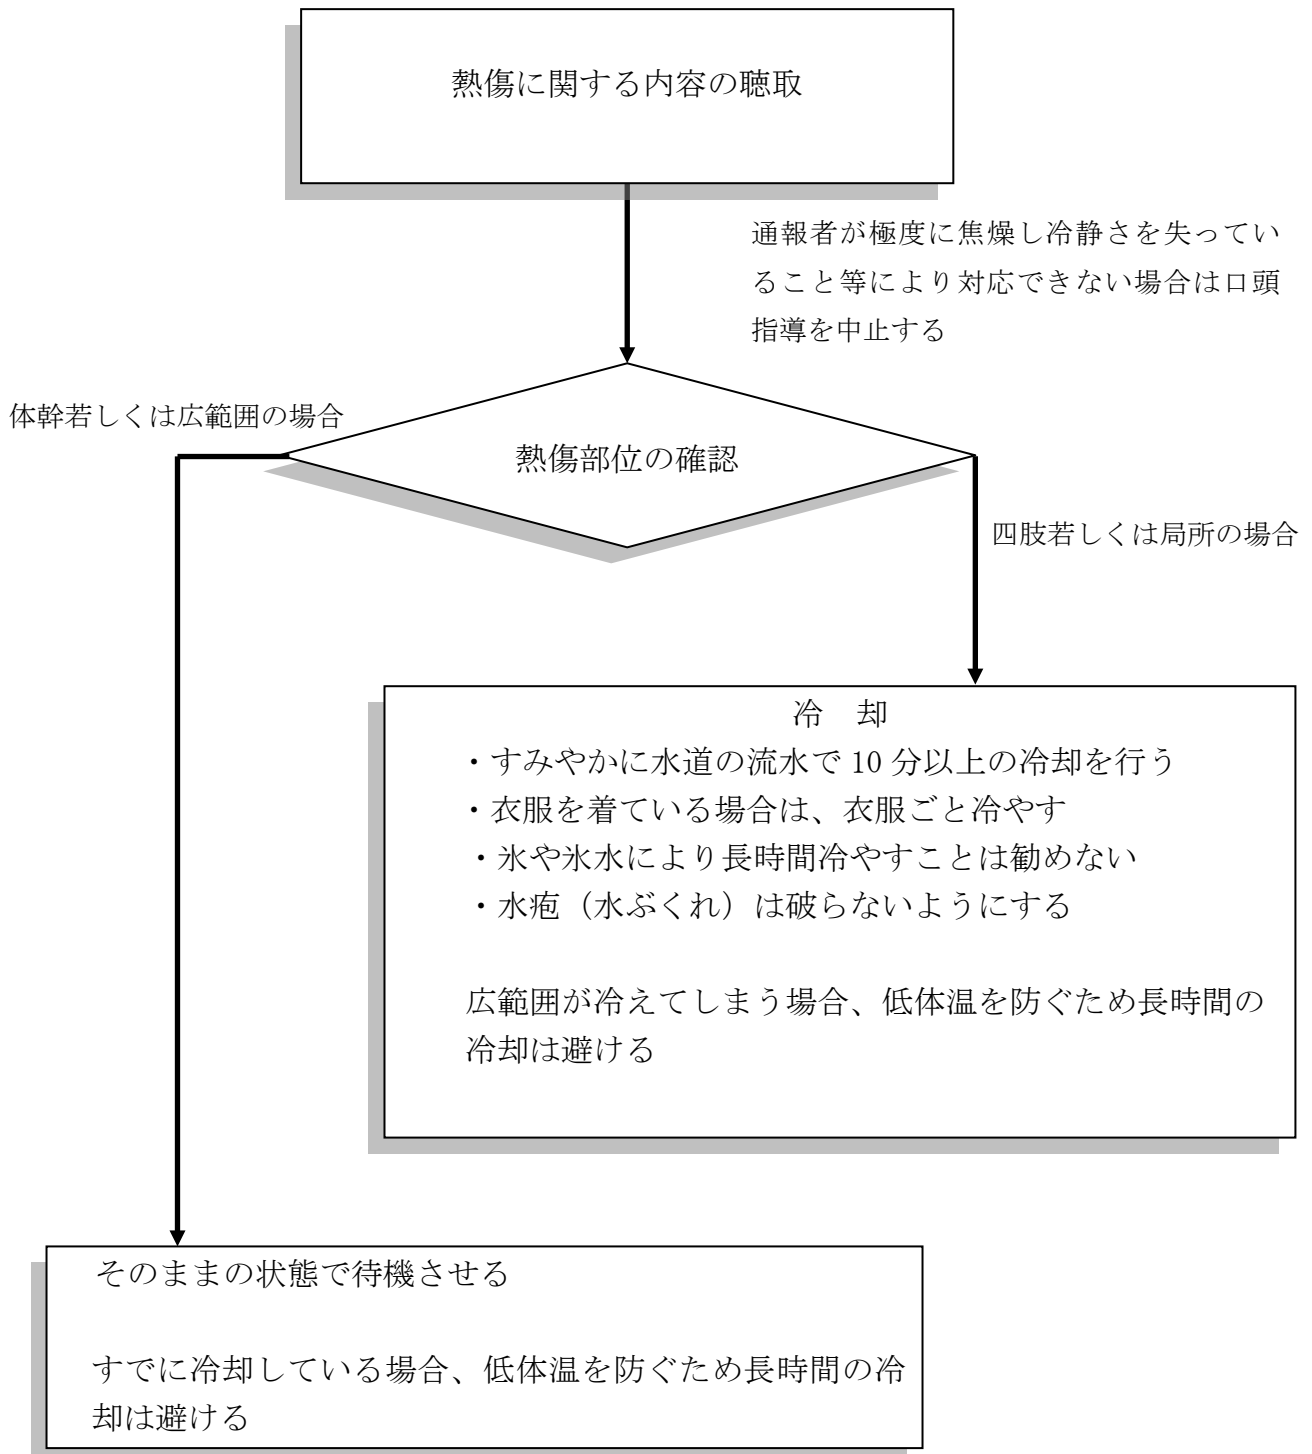 熱傷に関する内容の聴取
通報者が極度に焦燥し冷静さを失ってい
ること等により対応できない場合は口頭
指導を中止する
体幹若しくは広範囲の場合
熱傷部位の確認
四肢若しくは局所の場合
冷　却
・すみやかに水道の流水で 10 分以上の冷却を行う
・衣服を着ている場合は、衣服ごと冷やす
・氷や氷水により長時間冷やすことは勧めない
・水疱（水ぶくれ）は破らないようにする
広範囲が冷えてしまう場合、低体温を防ぐため長時間の
冷却は避ける
そのままの状態で待機させる
すでに冷却している場合、低体温を防ぐため長時間の冷
却は避ける